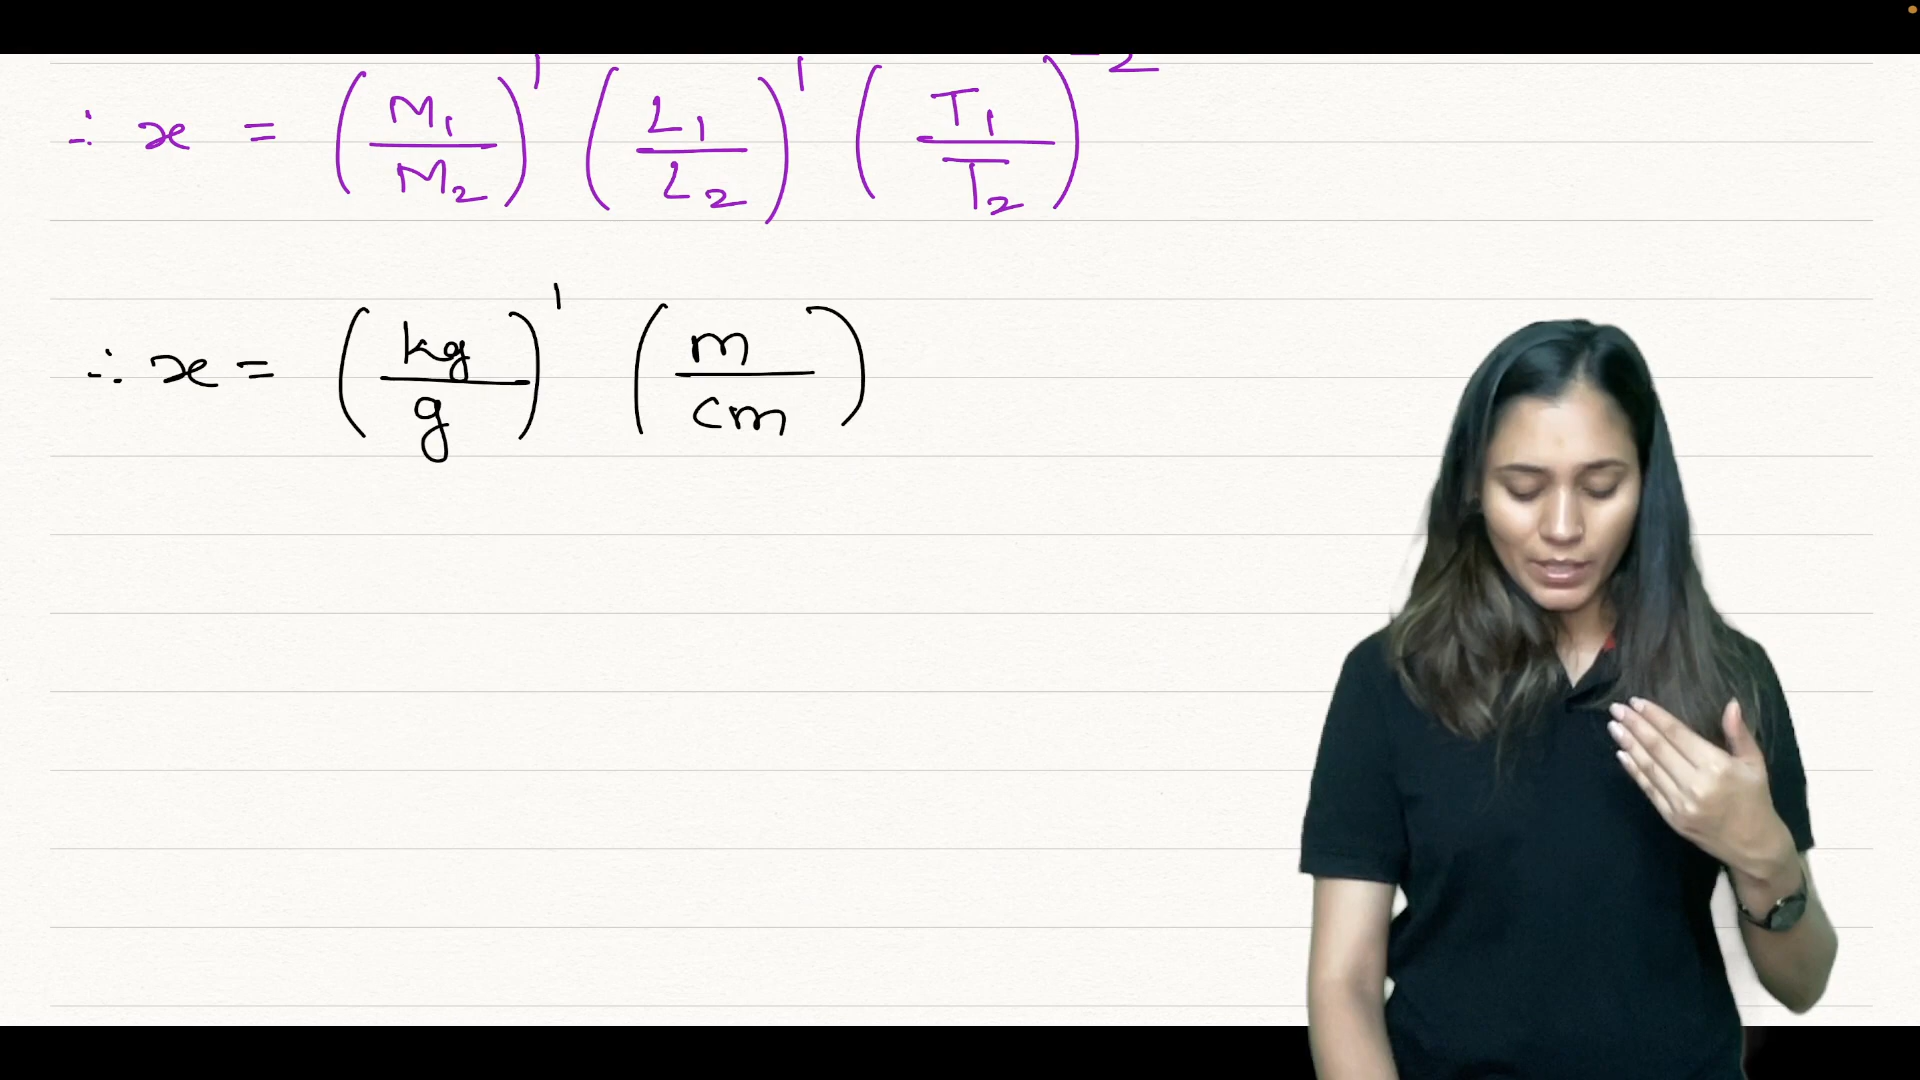 ∴ x = (M₁/M₂)¹ (L₁/L₂)¹ (T₁/T₂)⁻²
∴ x = (kg/g)¹ (m/cm)